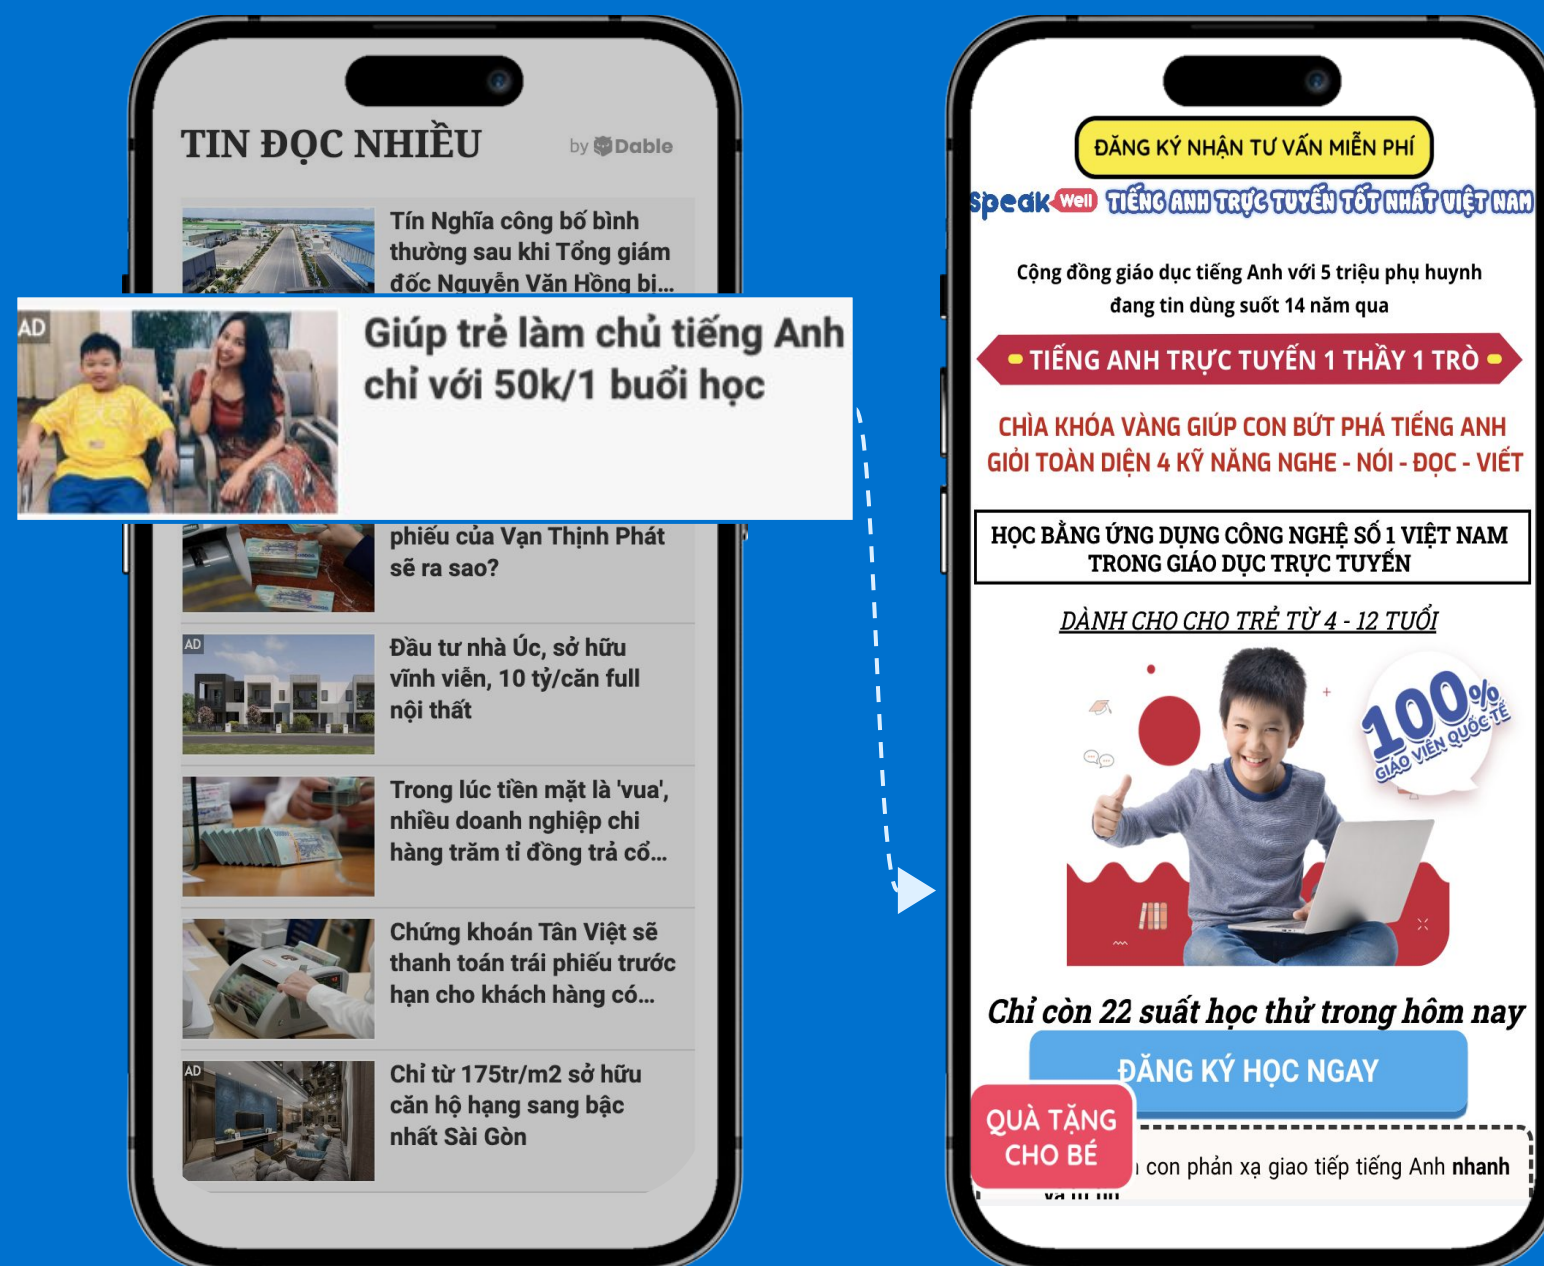 TIN ĐỌC NHIỀU
by Dable
Tín Nghĩa công bố bình
thường sau khi Tổng giám
đốc Nguyễn Văn Hồng bị...
AD
Giúp trẻ làm chủ tiếng Anh
chỉ với 50k/1 buổi học
phiếu của Vạn Thịnh Phát
sẽ ra sao?
AD
Đầu tư nhà Úc, sở hữu
vĩnh viễn, 10 tỷ/căn full
nội thất
Trong lúc tiền mặt là 'vua',
nhiều doanh nghiệp chi
hàng trăm tỉ đồng trả cổ...
Chứng khoán Tân Việt sẽ
thanh toán trái phiếu trước
hạn cho khách hàng có...
AD
Chỉ từ 175tr/m2 sở hữu
căn hộ hạng sang bậc
nhất Sài Gòn
ĐĂNG KÝ NHẬN TƯ VẤN MIỄN PHÍ
Speak Well TIẾNG ANH TRỰC TUYẾN TỐT NHẤT VIỆT NAM
Cộng đồng giáo dục tiếng Anh với 5 triệu phụ huynh
đang tin dùng suốt 14 năm qua
TIẾNG ANH TRỰC TUYẾN 1 THẦY 1 TRÒ
CHÌA KHÓA VÀNG GIÚP CON BỨT PHÁ TIẾNG ANH
GIỎI TOÀN DIỆN 4 KỸ NĂNG NGHE - NÓI - ĐỌC - VIẾT
HỌC BẰNG ỨNG DỤNG CÔNG NGHỆ SỐ 1 VIỆT NAM
TRONG GIÁO DỤC TRỰC TUYẾN
DÀNH CHO CHO TRẺ TỪ 4 - 12 TUỔI
100%
GIÁO VIÊN QUỐC TẾ
Chỉ còn 22 suất học thử trong hôm nay
ĐĂNG KÝ HỌC NGAY
QUÀ TẶNG
CHO BÉ
con phản xạ giao tiếp tiếng Anh nhanh